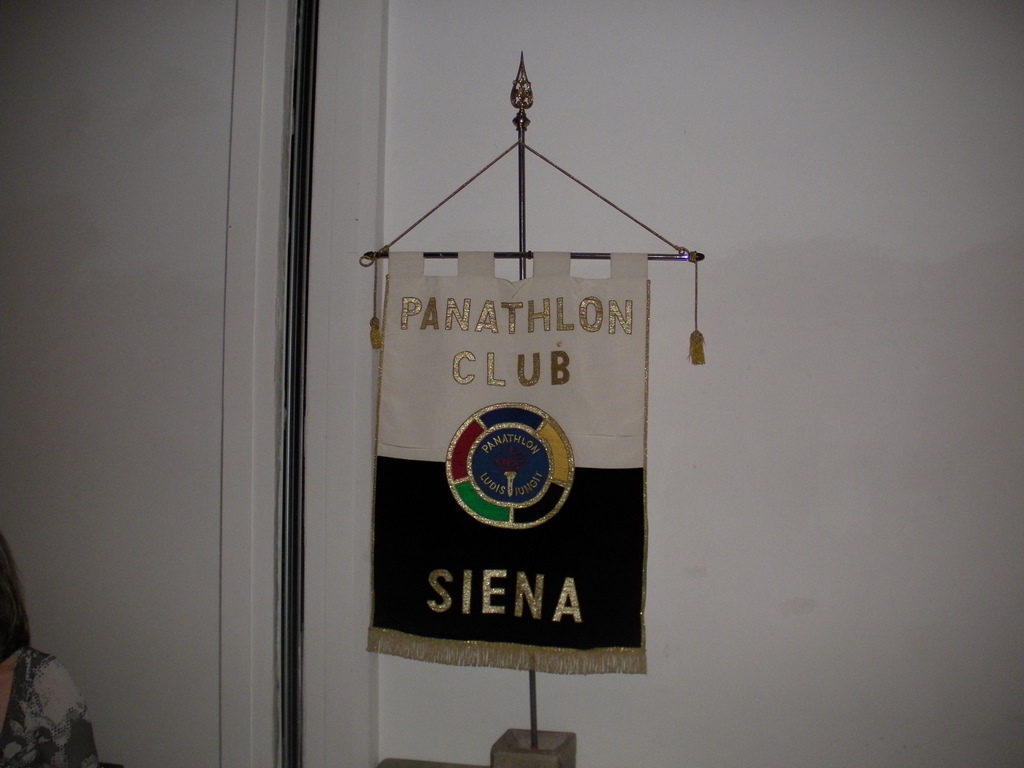 PANATHLON
CLUB
PANATHLON
LUDIS IUNGIT
SIENA